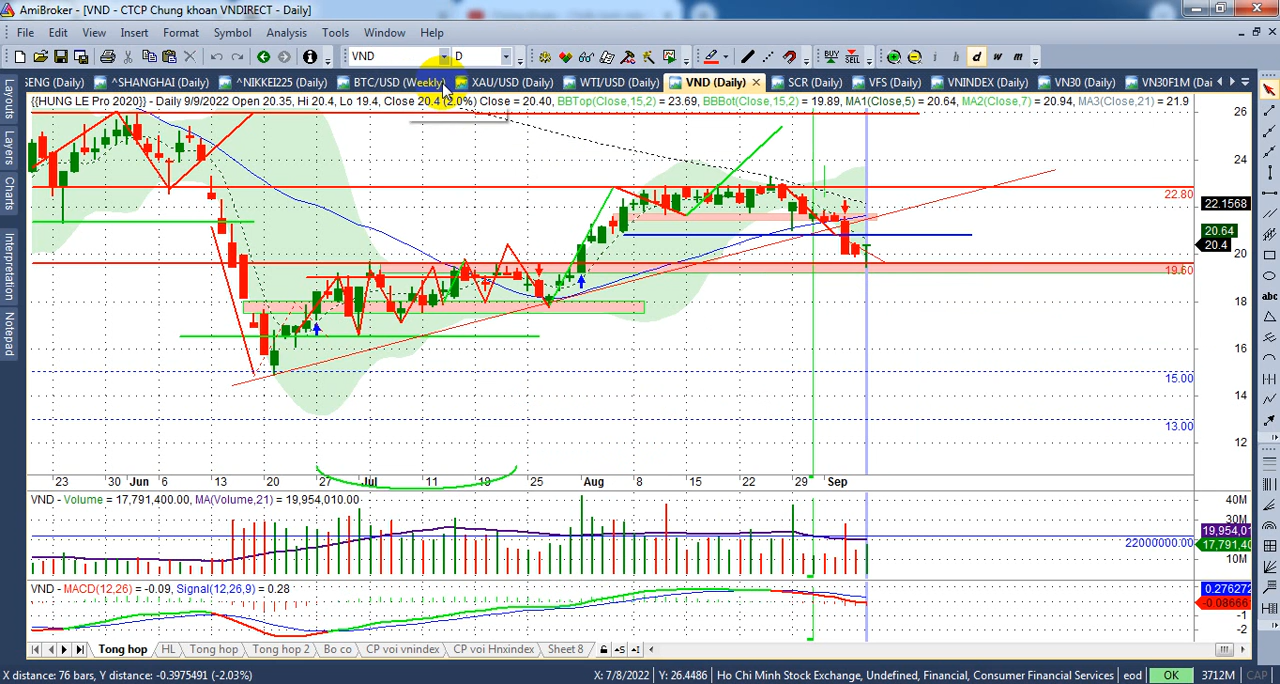 AmiBroker - [VND - CTCP Chung khoan VNDIRECT - Daily]
File Edit View Insert Format Symbol Analysis Tools Window Help
VND D
BUY SELL
i h d w m
SENG (Daily) ^SHANGHAI (Daily) ^NIKKEI225 (Daily) BTC/USD (Weekly) XAU/USD (Daily) WTI/USD (Daily) VND (Daily) SCR (Daily) VFS (Daily) VNINDEX (Daily) VN30 (Daily) VN30F1M (Dai
{{HUNG LE Pro 2020}} - Daily 9/9/2022 Open 20.35, Hi 20.4, Lo 19.4, Close 20.4 (2.0%) Close = 20.40, BBTop(Close,15,2) = 23.69, BBBot(Close,15,2) = 19.89, MA1(Close,5) = 20.64, MA2(Close,7) = 20.94, MA3(Close,21) = 21.9
Layouts
Layers
Charts
Interpretation
Notepad
abc
26
24
22.80
22.1568
20.64
20.4
20
19.60
18
16
15.00
14
13.00
12
23 Jun 6 13 20 27 Jul 11 19 25 Aug 8 15 22 29 Sep
VND - Volume = 17,791,400.00, MA(Volume,21) = 19,954,010.00
40M
30M
19,954,01
22000000.00
17,791,40
10M
VND - MACD(12,26) = -0.09, Signal(12,26,9) = 0.28
0.276272
-0.08666
-1
-2
Tong hop HL Tong hop Tong hop 2 Bo co CP voi vnindex CP voi Hnxindex Sheet 8
X distance: 76 bars, Y distance: -0.3975491 (-2.03%) X: 7/8/2022 Y: 26.4486 Ho Chi Minh Stock Exchange, Undefined, Financial, Consumer Financial Services eod OK 3712M CAP